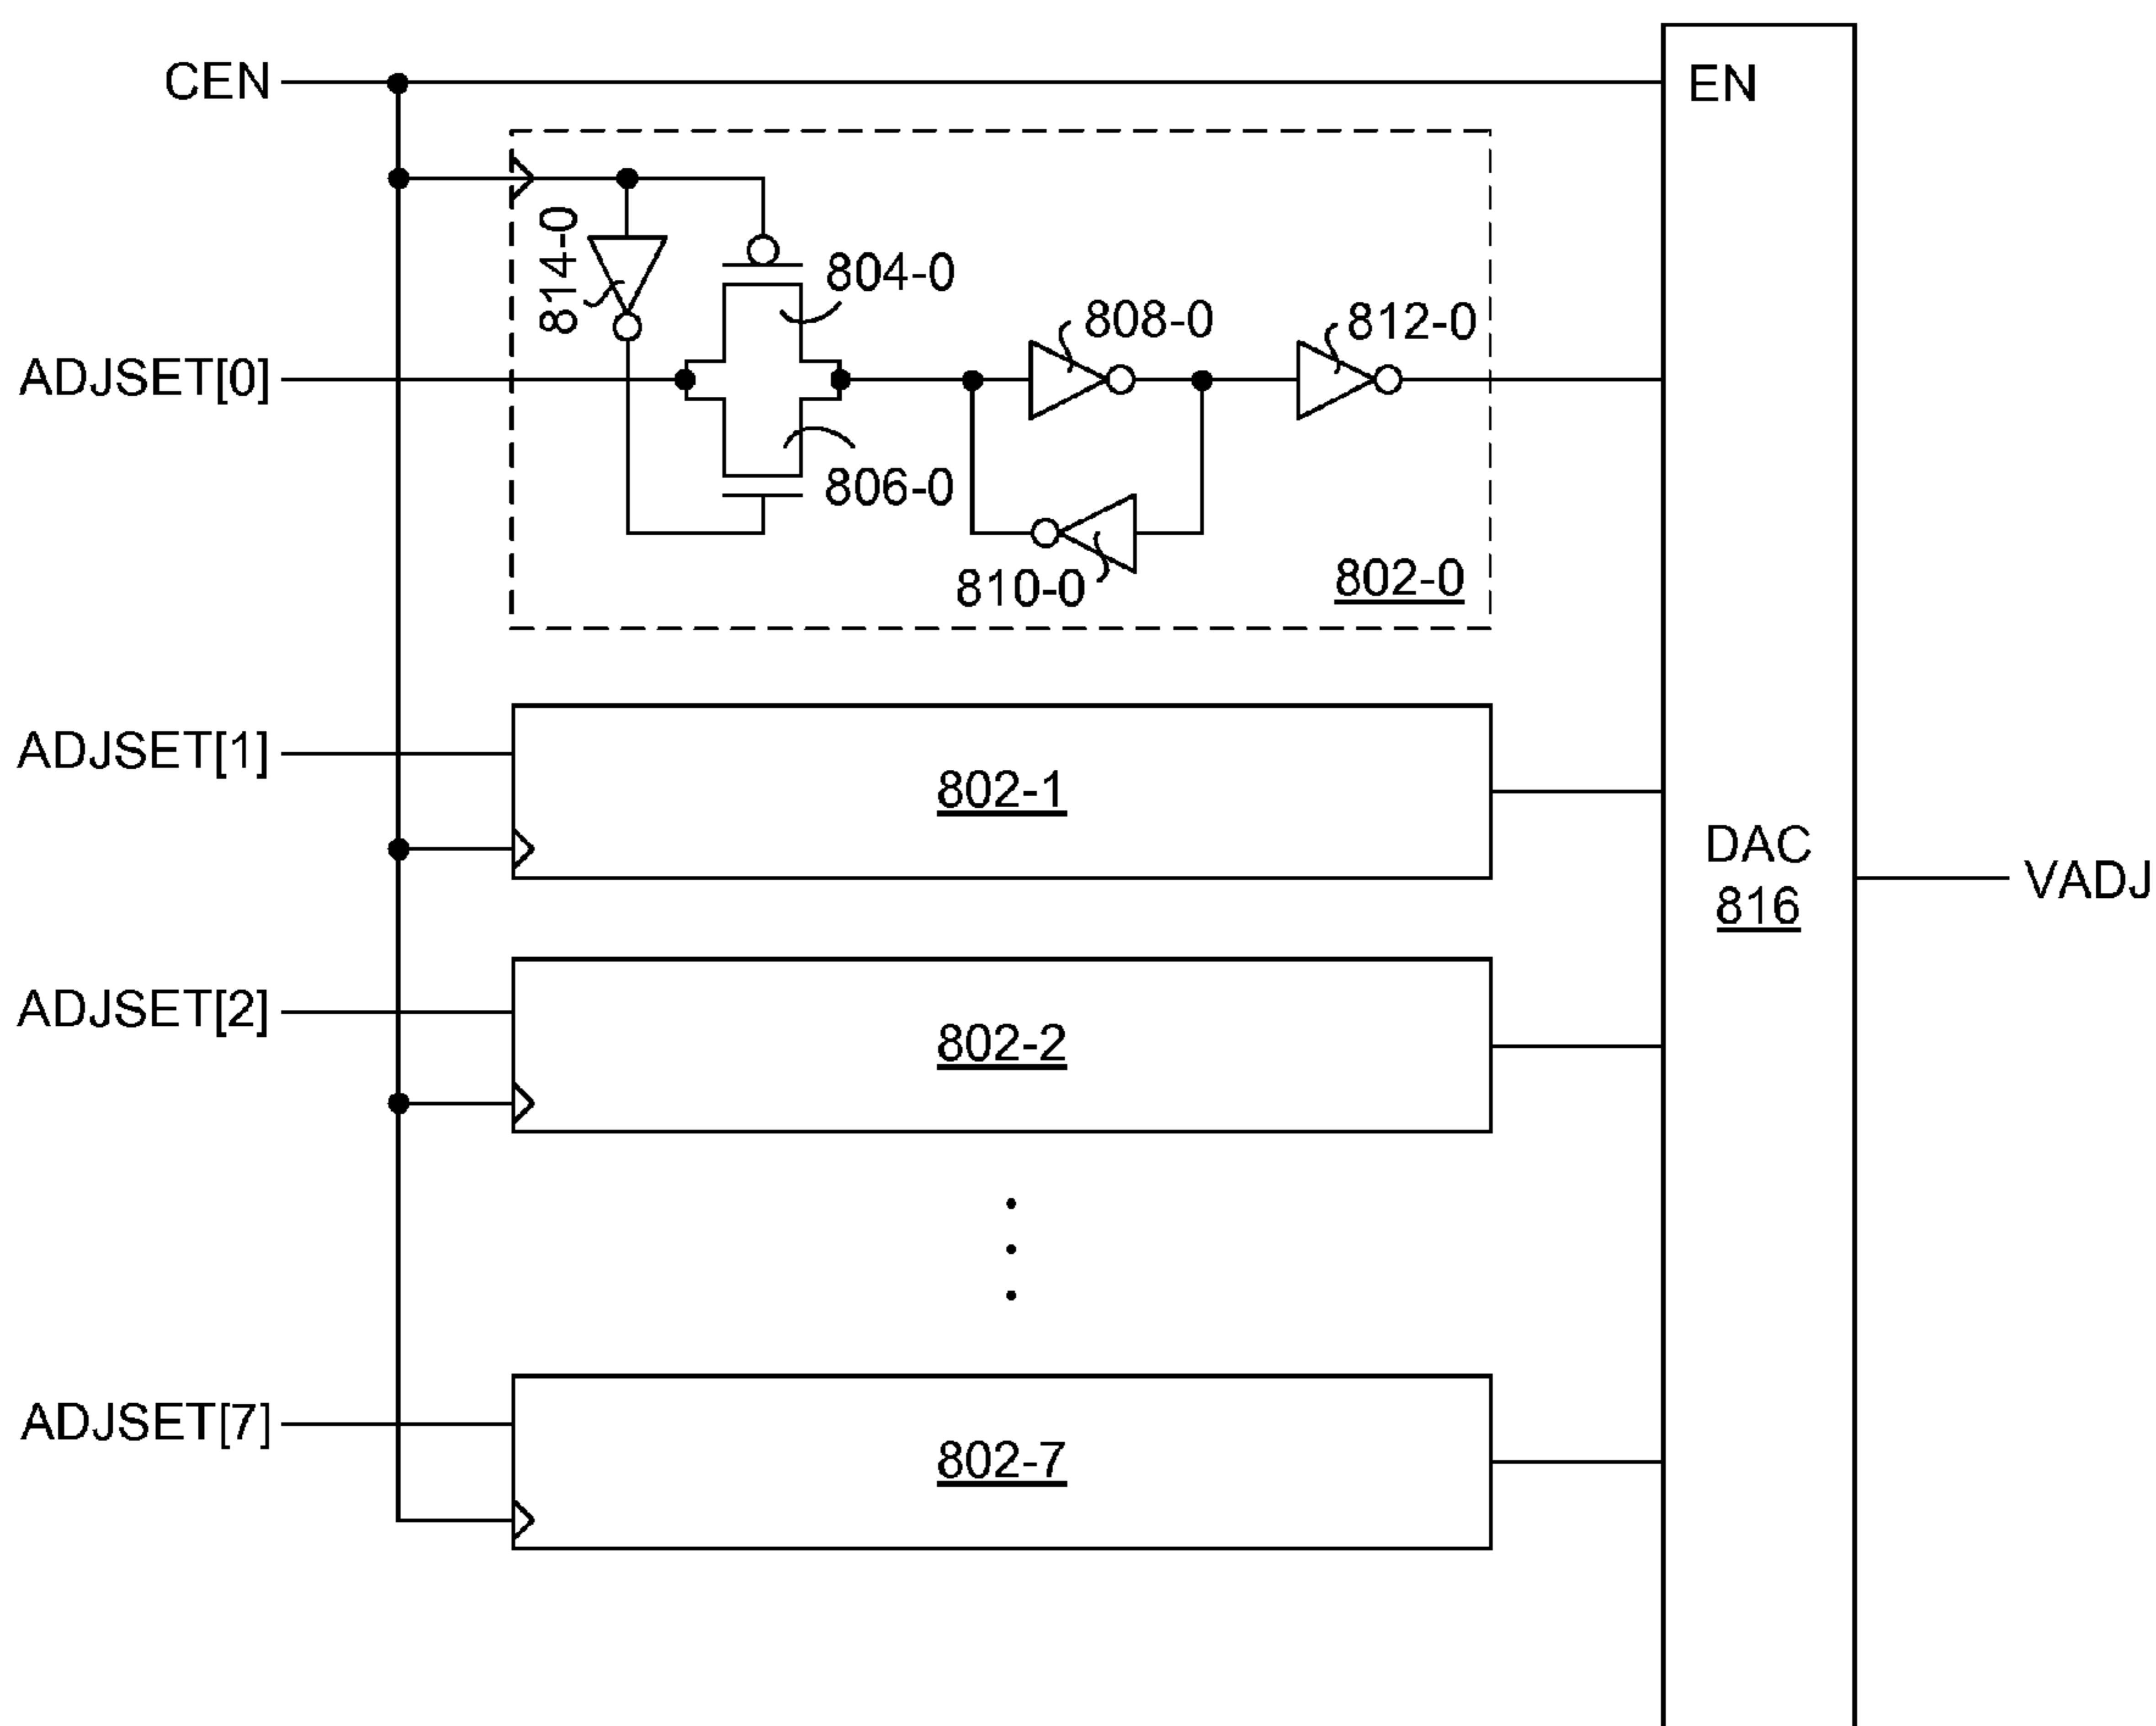 CEN
EN
814-0
804-0
808-0
812-0
ADJSET[0]
806-0
810-0
802-0
ADJSET[1]
802-1
DAC
816
VADJ
ADJSET[2]
802-2
ADJSET[7]
802-7